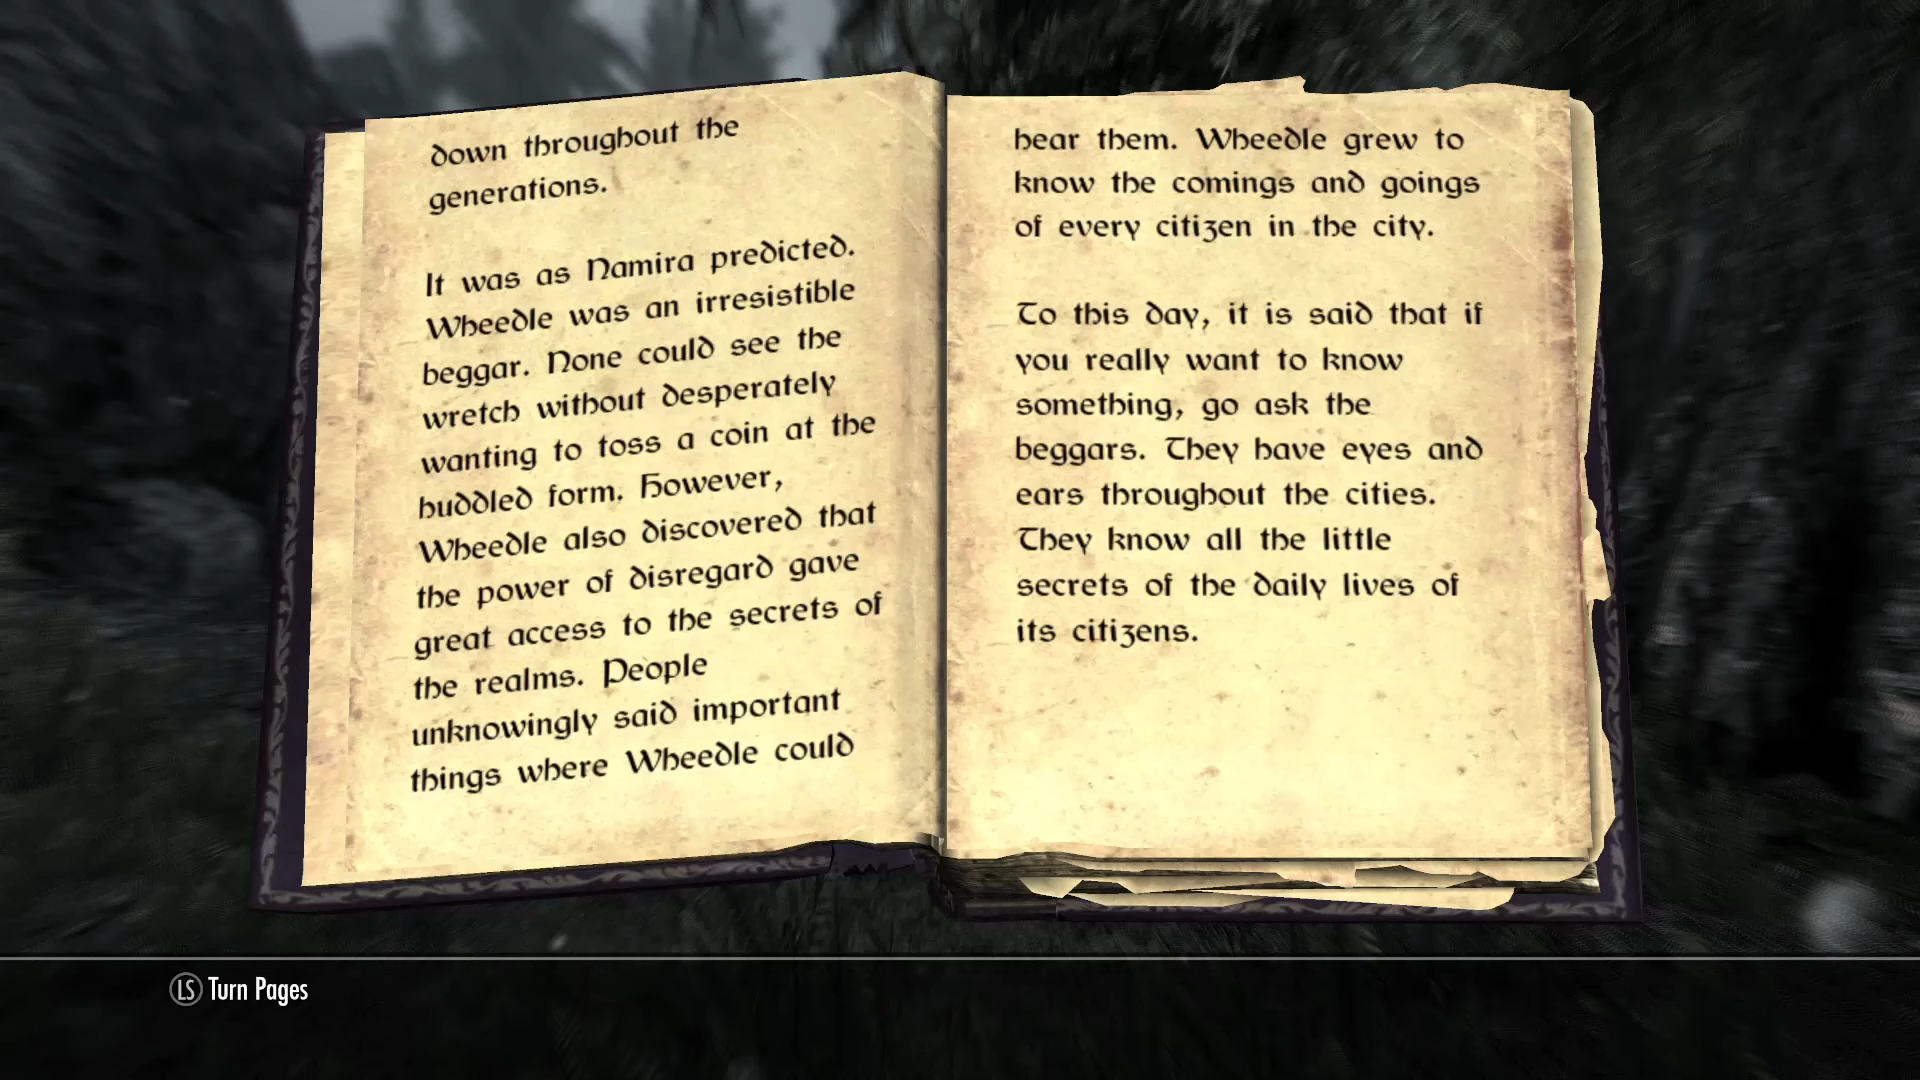 down throughout the
generations.
It was as Namira predicted.
Wheedle was an irresistible
beggar. None could see the
wretch without desperately
wanting to toss a coin at the
huddled form. However,
Wheedle also discovered that
the power of disregard gave
great access to the secrets of
the realms. People
unknowingly said important
things where Wheedle could
hear them. Wheedle grew to
know the comings and goings
of every citizen in the city.
To this day, it is said that if
you really want to know
something, go ask the
beggars. They have eyes and
ears throughout the cities.
They know all the little
secrets of the daily lives of
its citizens.
LS Turn Pages